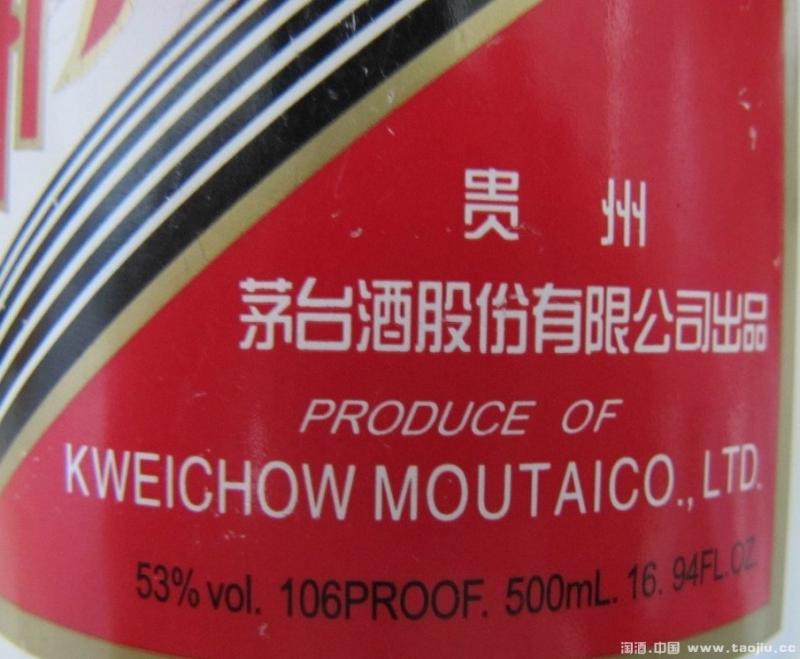 贵 州
茅台酒股份有限公司出品
PRODUCE OF
KWEICHOW MOUTAICO., LTD.
53% vol. 106PROOF. 500mL. 16. 94FL.OZ
淘酒.中国 www.taojiu.cc